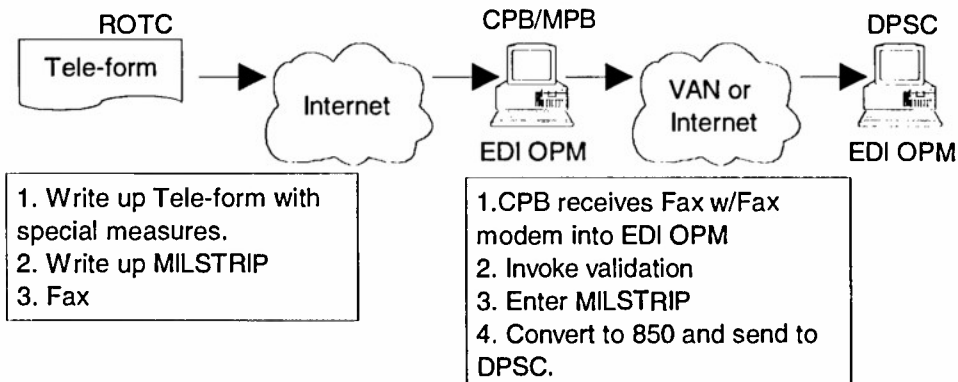 ROTC
CPB/MPB
DPSC
Tele-form
Internet
VAN or
Internet
EDI OPM
EDI OPM
1. Write up Tele-form with
special measures.
2. Write up MILSTRIP
3. Fax
1.CPB receives Fax w/Fax
modem into EDI OPM
2. Invoke validation
3. Enter MILSTRIP
4. Convert to 850 and send to
DPSC.